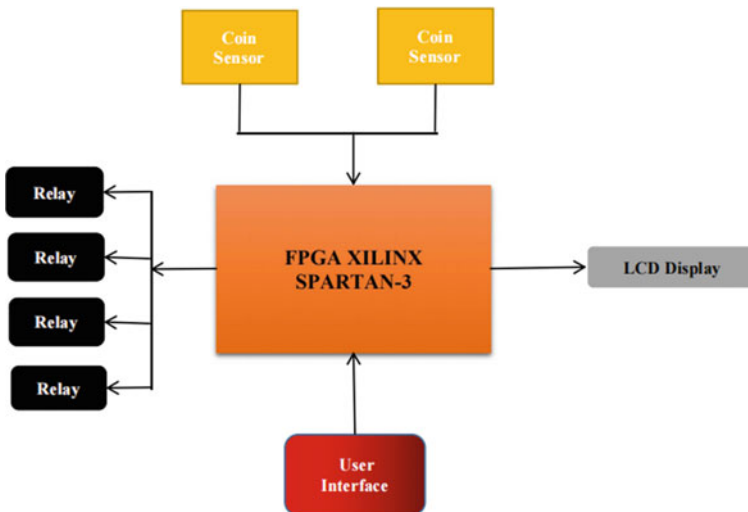 Coin
Sensor
Coin
Sensor
Relay
Relay
Relay
Relay
FPGA XILINX
SPARTAN-3
LCD Display
User
Interface